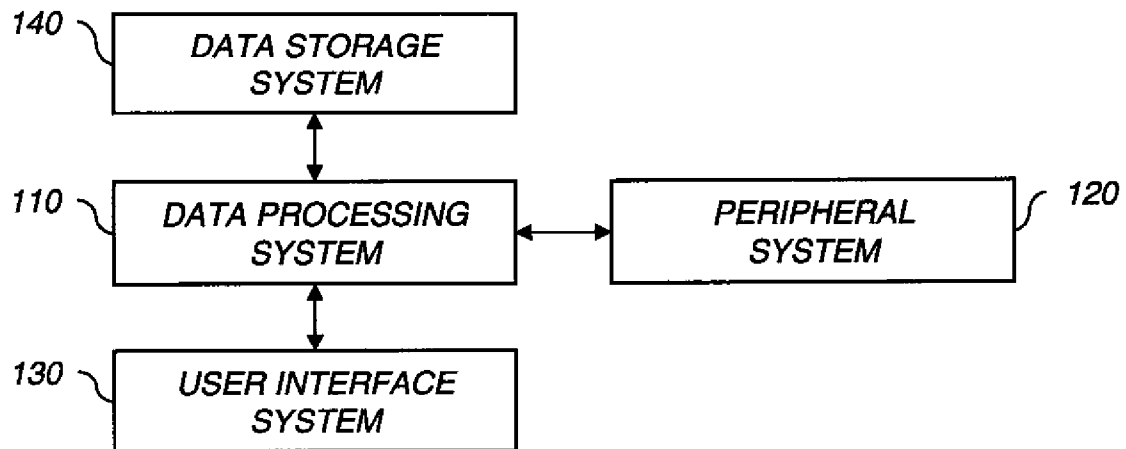 140
DATA STORAGE
SYSTEM
110
DATA PROCESSING
SYSTEM
PERIPHERAL
SYSTEM
120
130
USER INTERFACE
SYSTEM